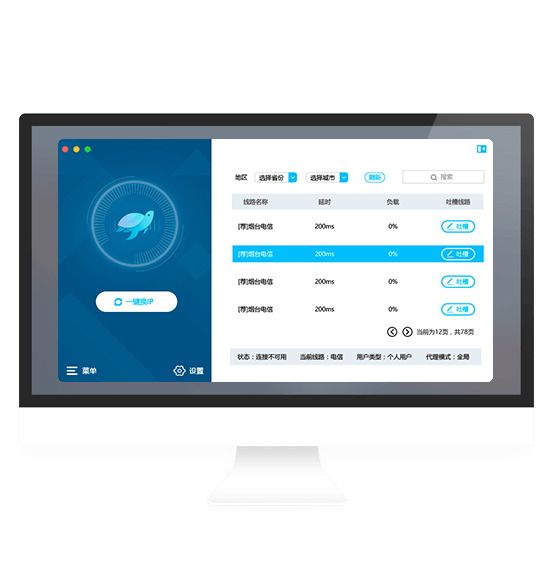 地区 选择省份 选择城市 刷新 搜索
线路名称 延时 负载 吐槽线路
[荐]烟台电信 200ms 0% 吐槽
[荐]烟台电信 200ms 0% 吐槽
[荐]烟台电信 200ms 0% 吐槽
[荐]烟台电信 200ms 0% 吐槽
当前为12页，共78页
状态：连接不可用 当前线路：电信 用户类型：个人用户 代理模式：全局
一键换IP
菜单 设置